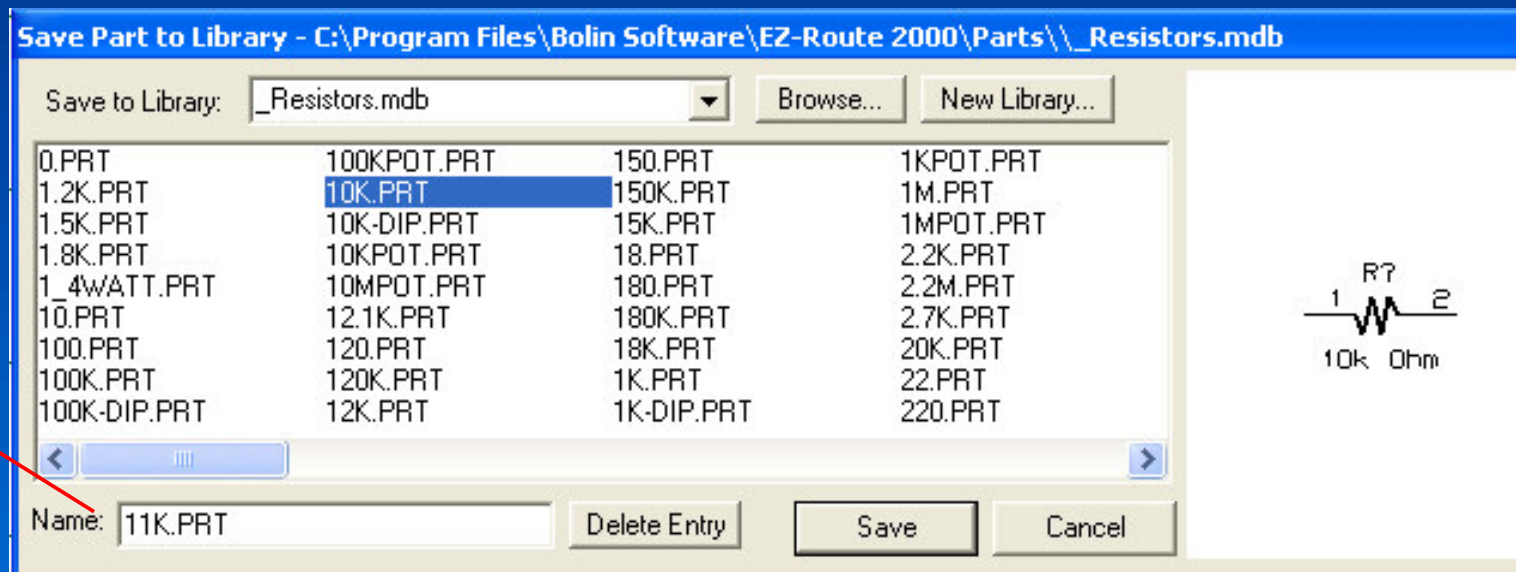 Save Part to Library - C:\Program Files\Bolin Software\EZ-Route 2000\Parts\\_Resistors.mdb
Save to Library: _Resistors.mdb Browse... New Library...
0.PRT 100KPOT.PRT 150.PRT 1KPOT.PRT
1.2K.PRT 10K.PRT 150K.PRT 1M.PRT
1.5K.PRT 10K-DIP.PRT 15K.PRT 1MPOT.PRT
1.8K.PRT 10KPOT.PRT 18.PRT 2.2K.PRT
1_4WATT.PRT 10MPOT.PRT 180.PRT 2.2M.PRT
10.PRT 12.1K.PRT 180K.PRT 2.7K.PRT
100.PRT 120.PRT 18K.PRT 20K.PRT
100K.PRT 120K.PRT 1K.PRT 22.PRT
100K-DIP.PRT 12K.PRT 1K-DIP.PRT 220.PRT
R?
1 2
10k Ohm
Name: 11K.PRT Delete Entry Save Cancel